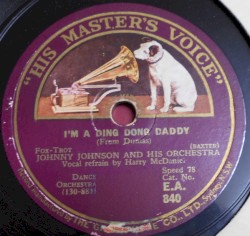 "HIS MASTER'S VOICE"
I'M A DING DONG DADDY
(From Dumas)
FOX-TROT (BAXTER)
JOHNNY JOHNSON AND HIS ORCHESTRA
Vocal refrain by Harry McDonat.
DANCE Speed 78
ORCHESTRA Cat. No.
E.A.
840